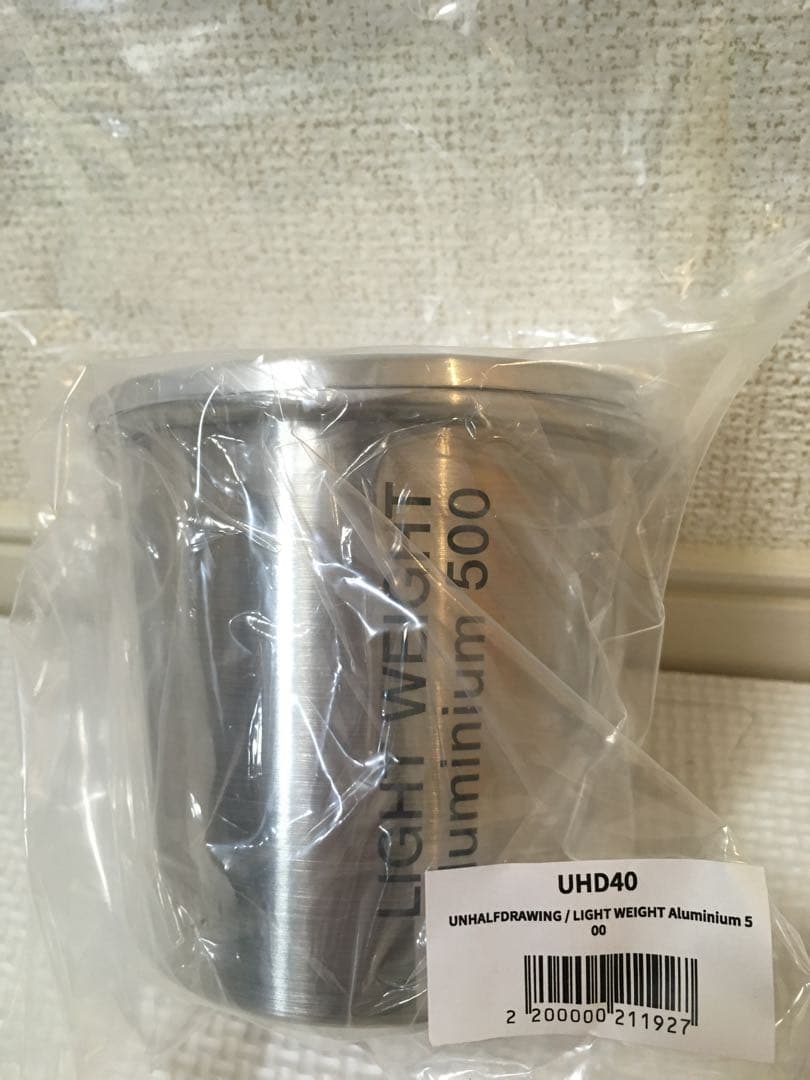 LIGHT WEIGHT
Aluminium 500
UHD40
UNHALFDRAWING / LIGHT WEIGHT Aluminium 5
00
2 200000 211927